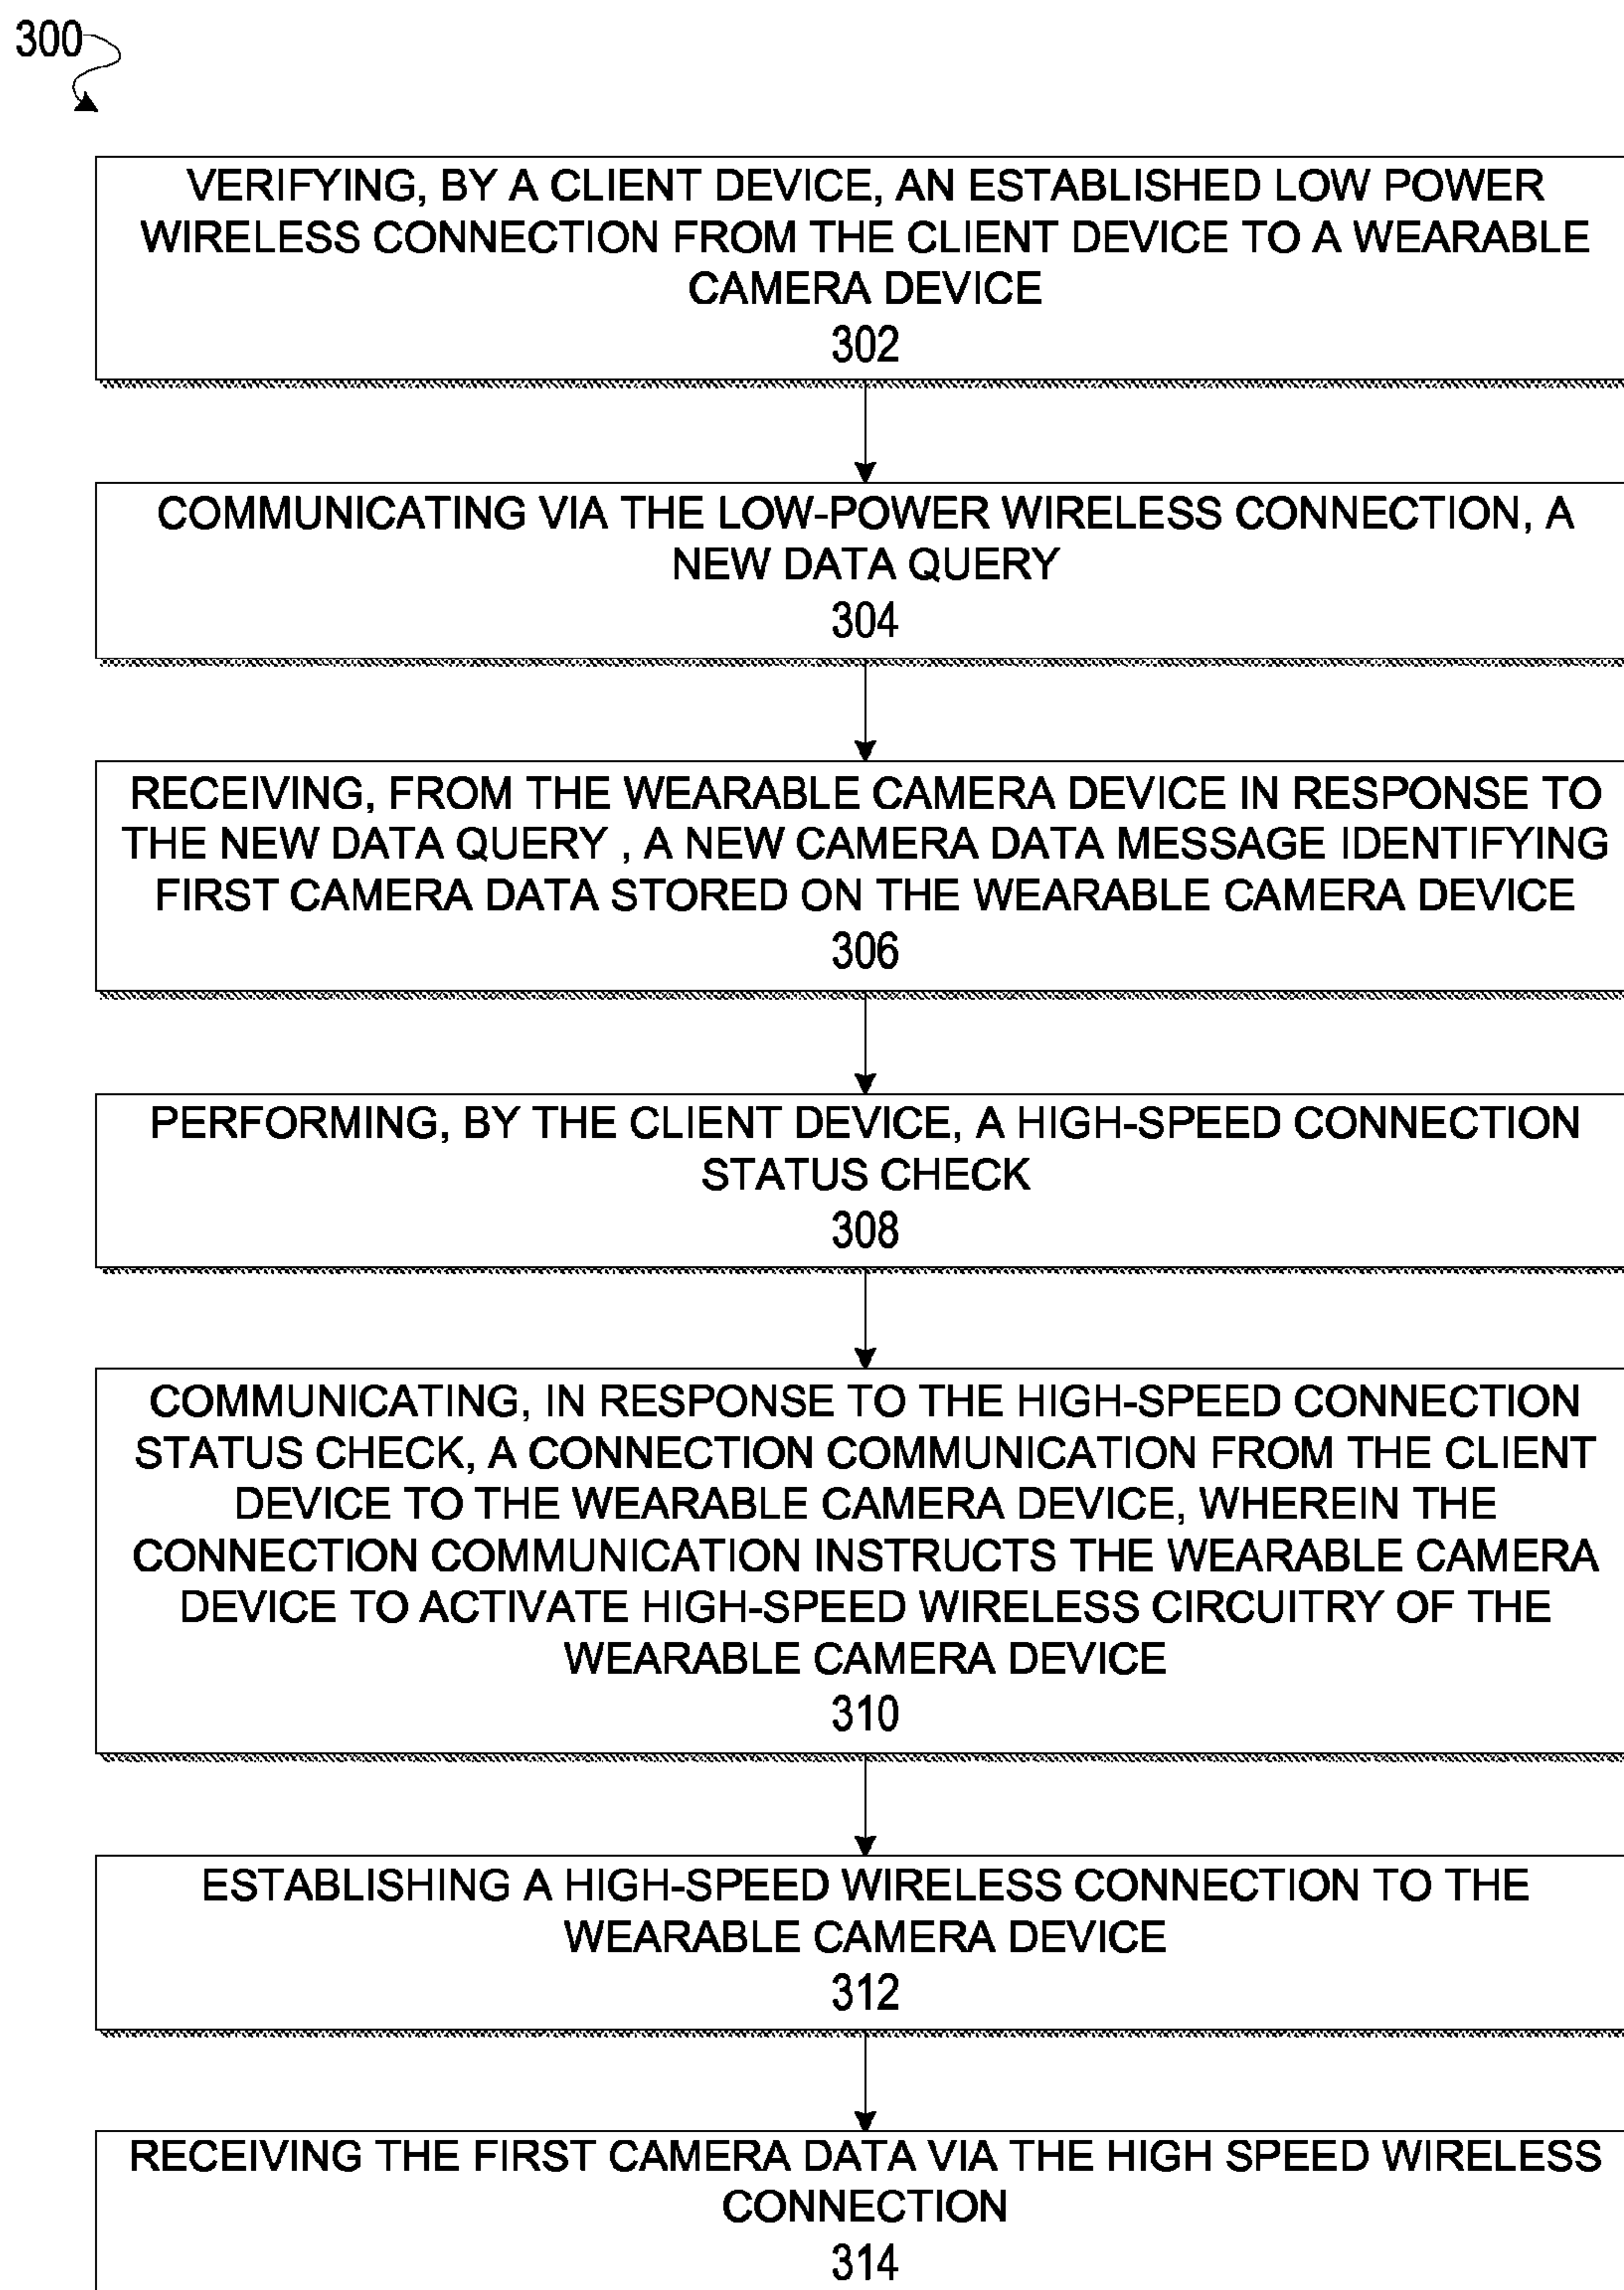 300
VERIFYING, BY A CLIENT DEVICE, AN ESTABLISHED LOW POWER
WIRELESS CONNECTION FROM THE CLIENT DEVICE TO A WEARABLE
CAMERA DEVICE
302
COMMUNICATING VIA THE LOW-POWER WIRELESS CONNECTION, A
NEW DATA QUERY
304
RECEIVING, FROM THE WEARABLE CAMERA DEVICE IN RESPONSE TO
THE NEW DATA QUERY , A NEW CAMERA DATA MESSAGE IDENTIFYING
FIRST CAMERA DATA STORED ON THE WEARABLE CAMERA DEVICE
306
PERFORMING, BY THE CLIENT DEVICE, A HIGH-SPEED CONNECTION
STATUS CHECK
308
COMMUNICATING, IN RESPONSE TO THE HIGH-SPEED CONNECTION
STATUS CHECK, A CONNECTION COMMUNICATION FROM THE CLIENT
DEVICE TO THE WEARABLE CAMERA DEVICE, WHEREIN THE
CONNECTION COMMUNICATION INSTRUCTS THE WEARABLE CAMERA
DEVICE TO ACTIVATE HIGH-SPEED WIRELESS CIRCUITRY OF THE
WEARABLE CAMERA DEVICE
310
ESTABLISHING A HIGH-SPEED WIRELESS CONNECTION TO THE
WEARABLE CAMERA DEVICE
312
RECEIVING THE FIRST CAMERA DATA VIA THE HIGH SPEED WIRELESS
CONNECTION
314